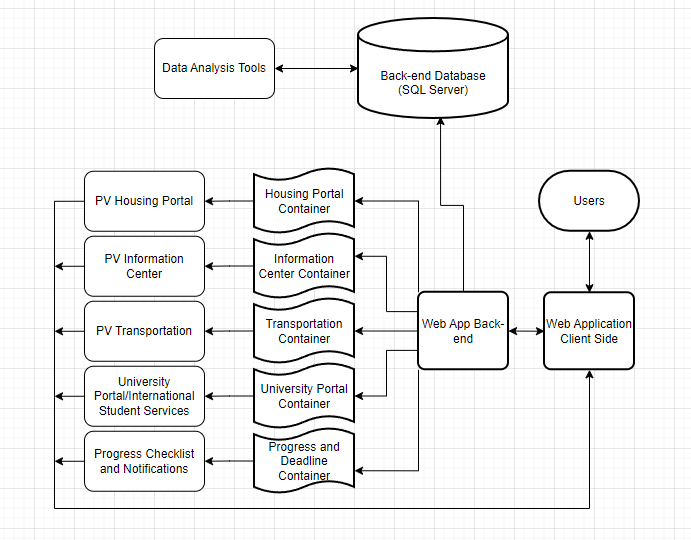 Data Analysis Tools
Back-end Database
(SQL Server)
PV Housing Portal
Housing Portal
Container
Users
PV Information
Center
Information
Center Container
PV Transportation
Transportation
Container
Web App Back-
end
Web Application
Client Side
University
Portal/International
Student Services
University Portal
Container
Progress Checklist
and Notifications
Progress and
Deadline
Container